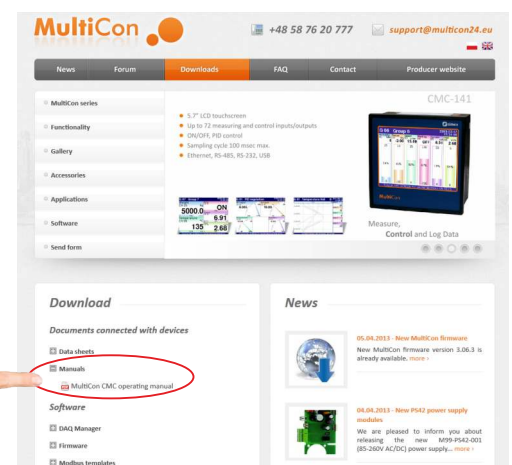 MultiCon
+48 58 76 20 777
support@multicon24.eu
News Forum Downloads FAQ Contact Producer website
MultiCon series
Functionality
Gallery
Accessories
Applications
Software
Send form
5.7" LCD touchscreen
Up to 72 measuring and control inputs/outputs
ON/OFF, PID control
Sampling cycle 100 msec max.
Ethernet, RS-485, RS-232, USB
5000.0 ON
6.91
135 2.68
CMC-141
MultiCon
Measure,
Control and Log Data
Download
Documents connected with devices
Data sheets
Manuals
MultiCon CMC operating manual
Software
DAQ Manager
Firmware
Modbus templates
News
05.04.2013 - New MultiCon firmware
New MultiCon firmware version 3.06.3 is
already available. more ›
04.04.2013 - New PS42 power supply
modules
We are pleased to inform you about
releasing the new M99-PS42-001
(85-260V AC/DC) power supply... more ›